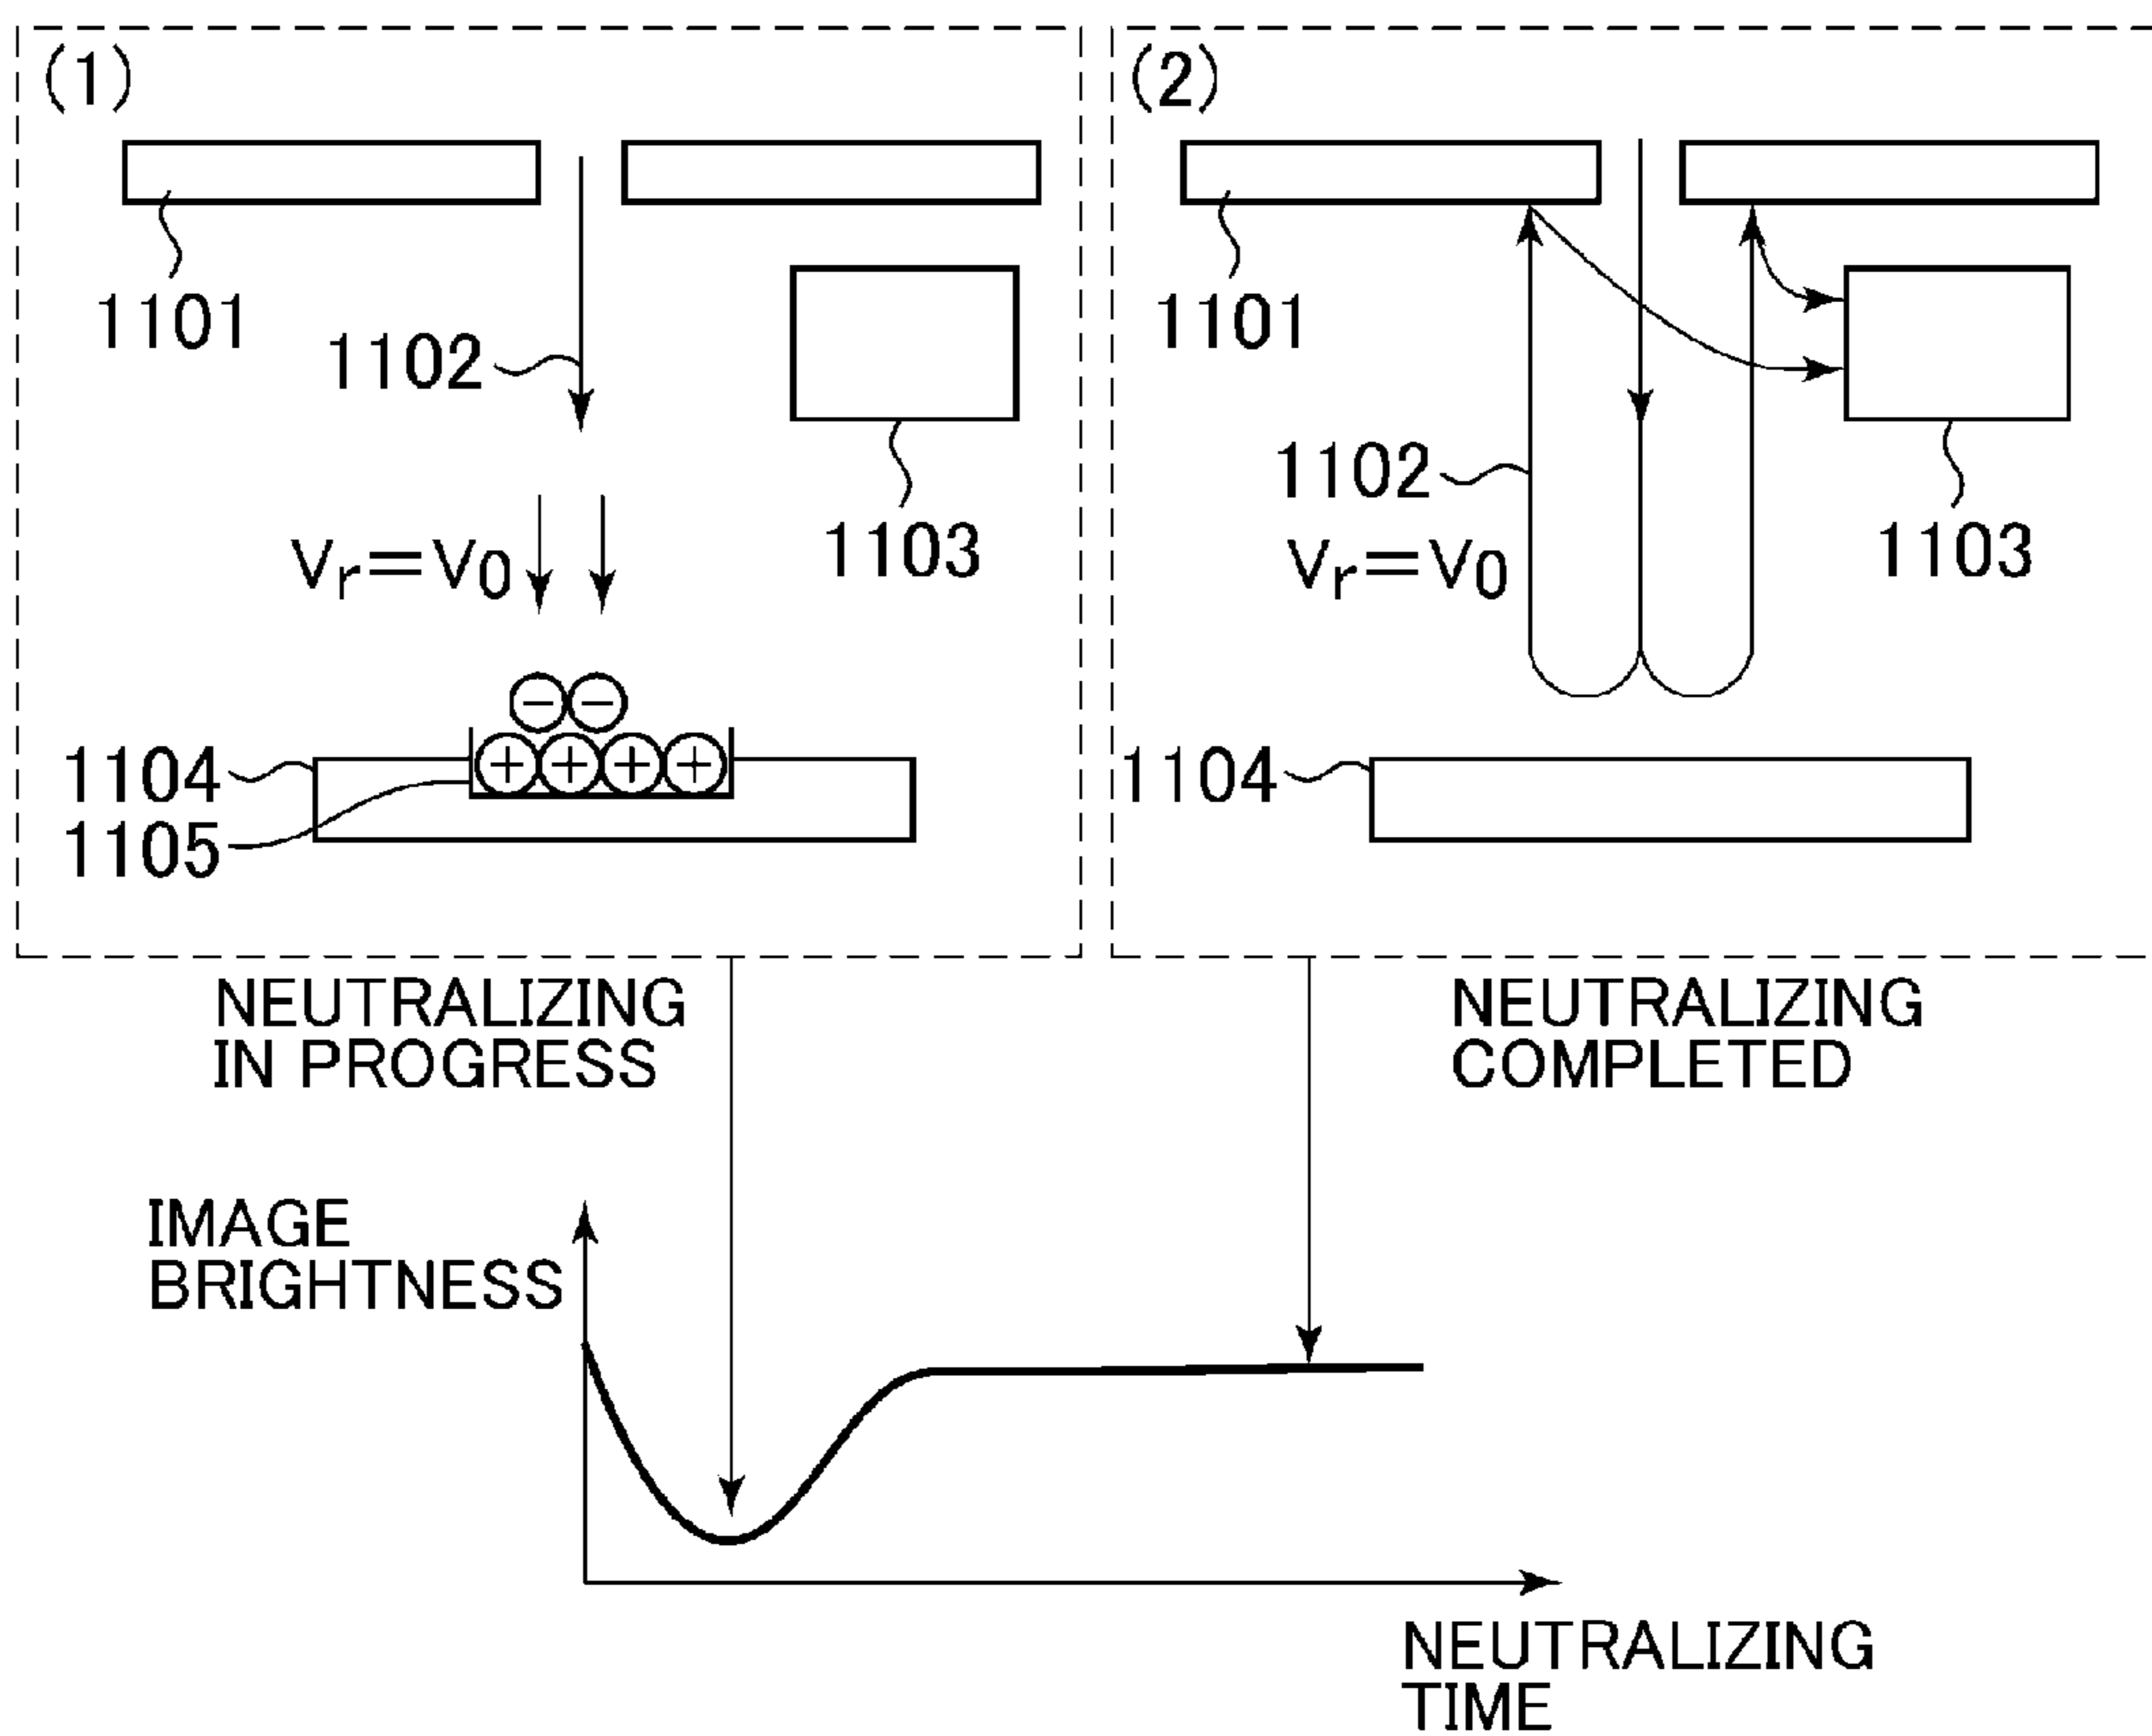 (1)
1101
1102
1103
Vr=V0
− −
+ + + +
1104
1105
(2)
1101
1102
Vr=V0
1103
1104
NEUTRALIZING
IN PROGRESS
NEUTRALIZING
COMPLETED
IMAGE
BRIGHTNESS
NEUTRALIZING
TIME